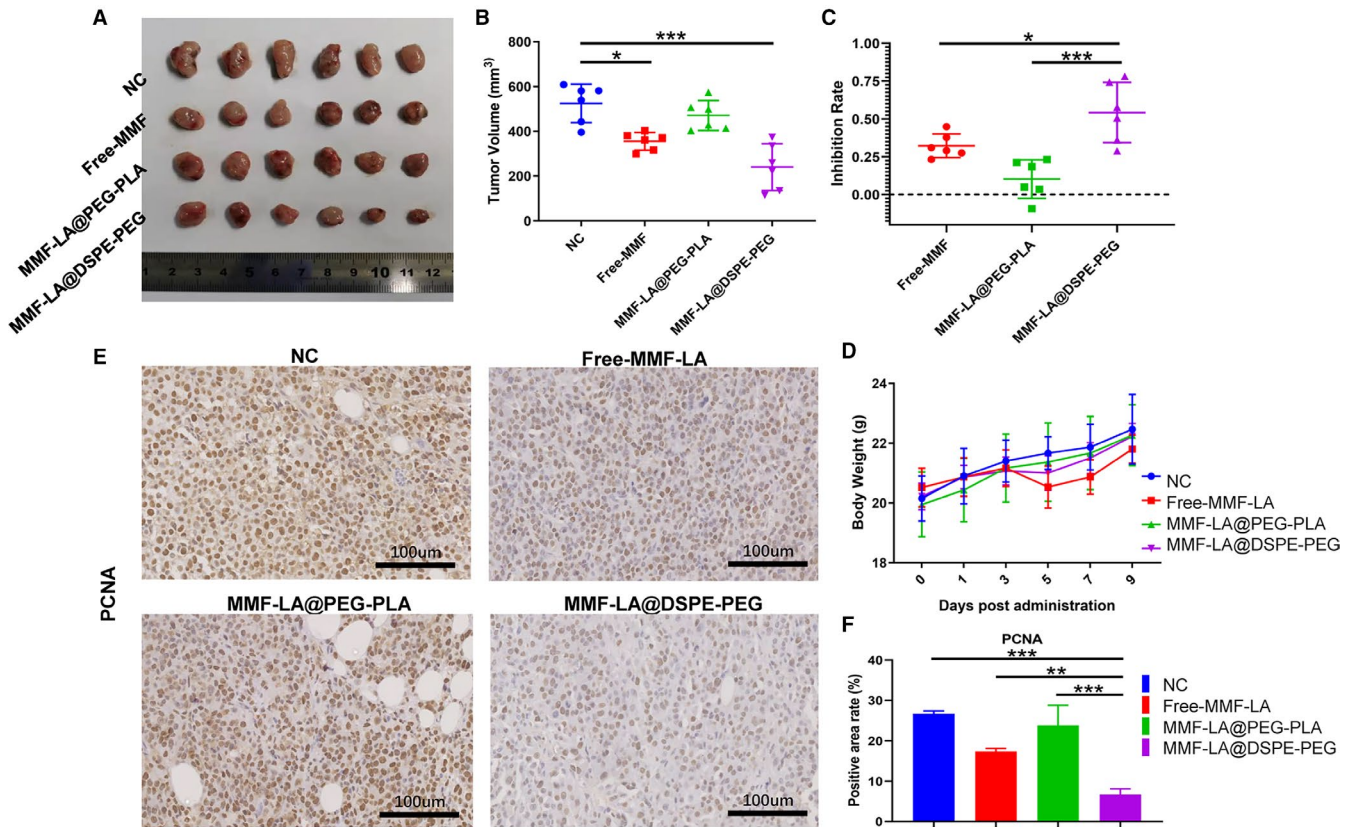 A
NC
Free-MMF
MMF-LA@PEG-PLA
MMF-LA@DSPE-PEG
1 2 3 4 5 6 7 8 9 10 11 12
B
***
*
800
600
400
200
0
Tumor Volume (mm³)
NC
Free-MMF
MMF-LA@PEG-PLA
MMF-LA@DSPE-PEG
C
*
***
1.00
0.75
0.50
0.25
0.00
Inhibition Rate
Free-MMF
MMF-LA@PEG-PLA
MMF-LA@DSPE-PEG
E
PCNA
NC
100um
Free-MMF-LA
100um
MMF-LA@PEG-PLA
100um
MMF-LA@DSPE-PEG
100um
D
24
22
20
18
Body Weight (g)
0 1 3 5 7 9
Days post administration
NC
Free-MMF-LA
MMF-LA@PEG-PLA
MMF-LA@DSPE-PEG
F
PCNA
***
**
***
40
30
20
10
0
Positive area rate (%)
NC
Free-MMF-LA
MMF-LA@PEG-PLA
MMF-LA@DSPE-PEG